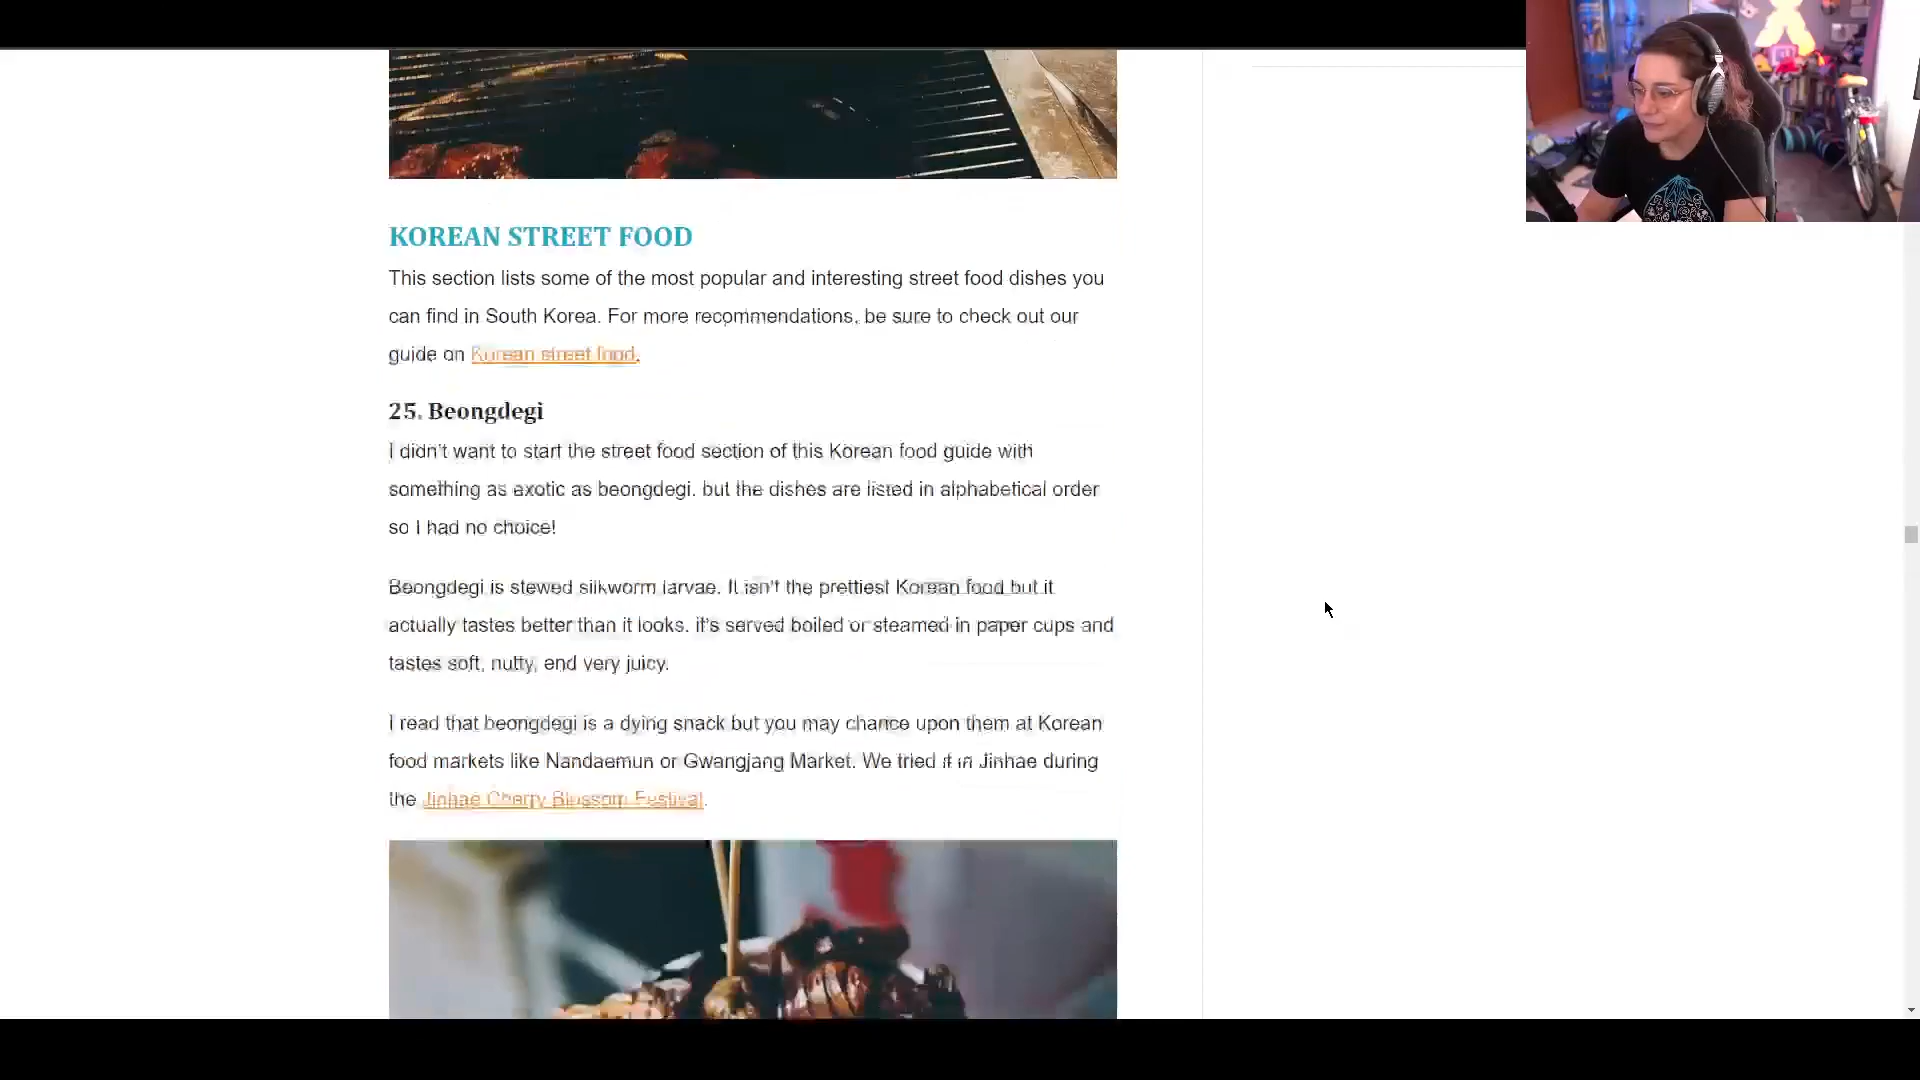 KOREAN STREET FOOD
This section lists some of the most popular and interesting street food dishes you
can find in South Korea. For more recommendations, be sure to check out our
guide on Korean street food.
25. Beongdegi
I didn't want to start the street food section of this Korean food guide with
something as exotic as beongdegi, but the dishes are listed in alphabetical order
so I had no choice!
Beongdegi is stewed silkworm larvae. It isn't the prettiest Korean food but it
actually tastes better than it looks. It's served boiled or steamed in paper cups and
tastes soft, nutty, and very juicy.
I read that beongdegi is a dying snack but you may chance upon them at Korean
food markets like Nandaemun or Gwangjang Market. We tried it in Jinhae during
the Jinhae Cherry Blossom Festival.